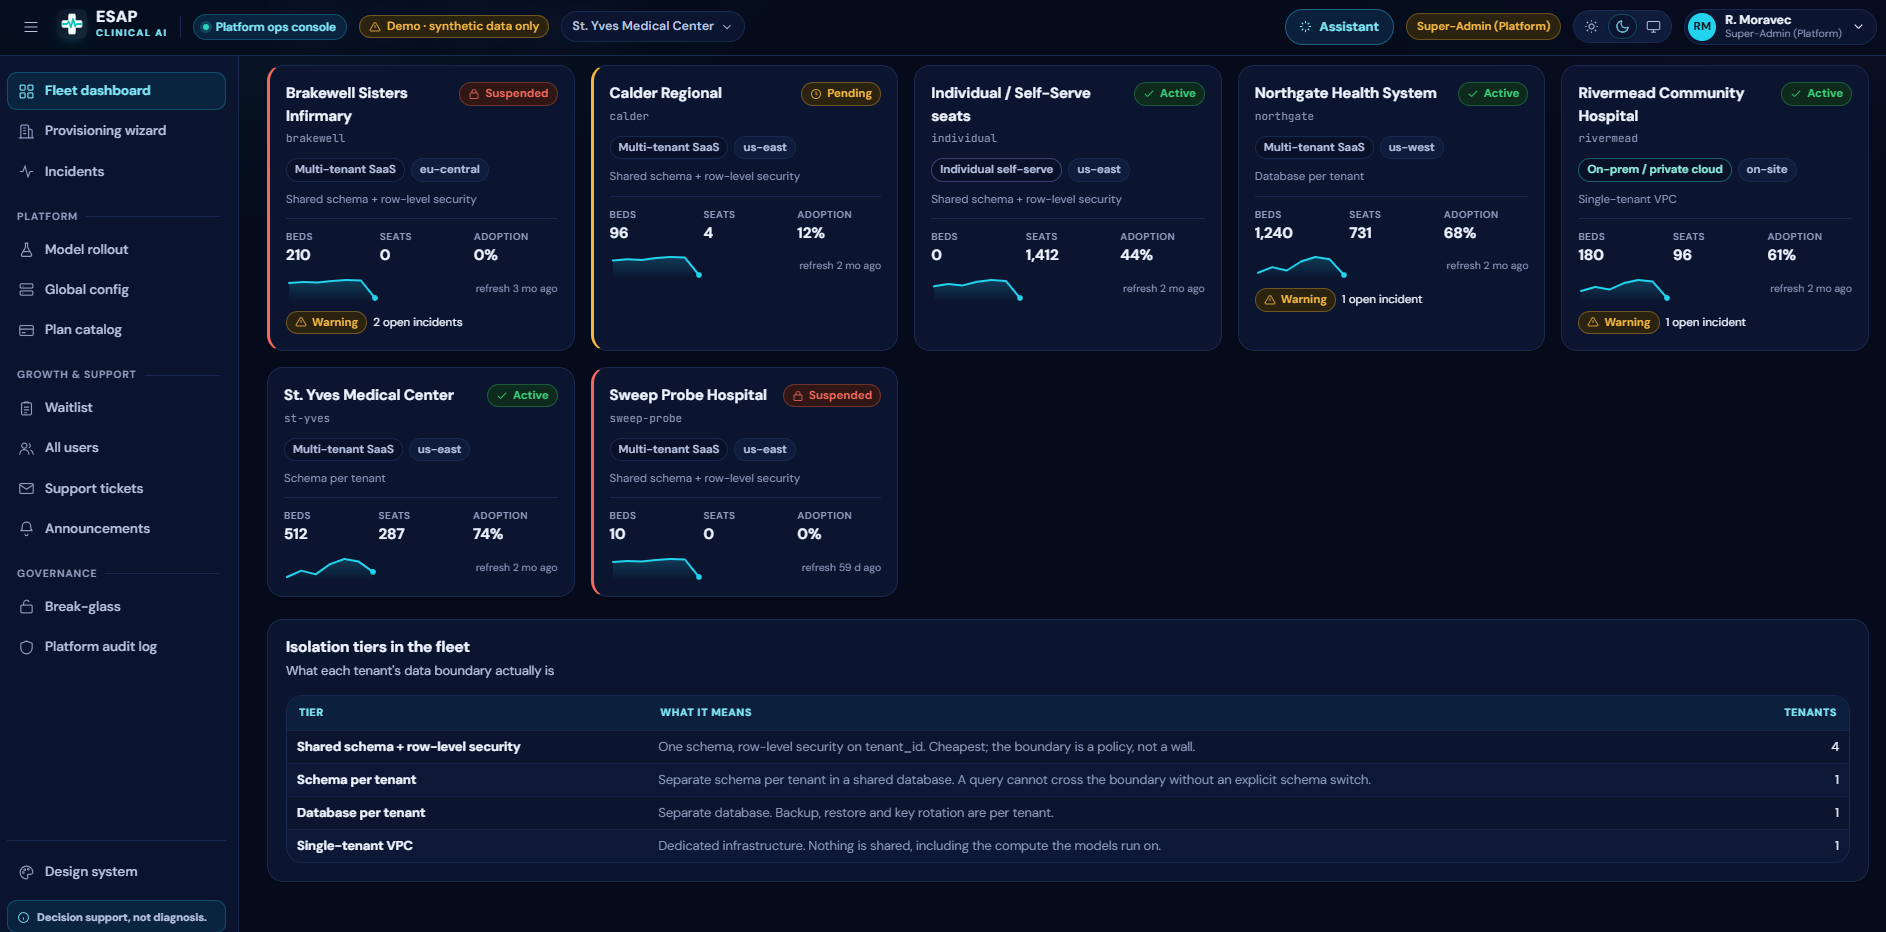 ESAP
CLINICAL AI
Platform ops console
Demo · synthetic data only
St. Yves Medical Center
Assistant
Super-Admin (Platform)
RM
R. Moravec
Super-Admin (Platform)
Fleet dashboard
Provisioning wizard
Incidents
PLATFORM
Model rollout
Global config
Plan catalog
GROWTH & SUPPORT
Waitlist
All users
Support tickets
Announcements
GOVERNANCE
Break-glass
Platform audit log
Design system
Decision support, not diagnosis.
Brakewell Sisters
Infirmary
Suspended
brakewell
Multi-tenant SaaS
eu-central
Shared schema + row-level security
BEDS SEATS ADOPTION
210 0 0%
refresh 3 mo ago
Warning 2 open incidents
Calder Regional
Pending
calder
Multi-tenant SaaS
us-east
Shared schema + row-level security
BEDS SEATS ADOPTION
96 4 12%
refresh 2 mo ago
Individual / Self-Serve
seats
Active
individual
Individual self-serve
us-east
Shared schema + row-level security
BEDS SEATS ADOPTION
0 1,412 44%
refresh 2 mo ago
Northgate Health System
Active
northgate
Multi-tenant SaaS
us-west
Database per tenant
BEDS SEATS ADOPTION
1,240 731 68%
refresh 2 mo ago
Warning 1 open incident
Rivermead Community
Hospital
Active
rivermead
On-prem / private cloud
on-site
Single-tenant VPC
BEDS SEATS ADOPTION
180 96 61%
refresh 2 mo ago
Warning 1 open incident
St. Yves Medical Center
Active
st-yves
Multi-tenant SaaS
us-east
Schema per tenant
BEDS SEATS ADOPTION
512 287 74%
refresh 2 mo ago
Sweep Probe Hospital
Suspended
sweep-probe
Multi-tenant SaaS
us-east
Shared schema + row-level security
BEDS SEATS ADOPTION
10 0 0%
refresh 59 d ago
Isolation tiers in the fleet
What each tenant's data boundary actually is
TIER WHAT IT MEANS TENANTS
Shared schema + row-level security One schema, row-level security on tenant_id. Cheapest; the boundary is a policy, not a wall. 4
Schema per tenant Separate schema per tenant in a shared database. A query cannot cross the boundary without an explicit schema switch. 1
Database per tenant Separate database. Backup, restore and key rotation are per tenant. 1
Single-tenant VPC Dedicated infrastructure. Nothing is shared, including the compute the models run on. 1